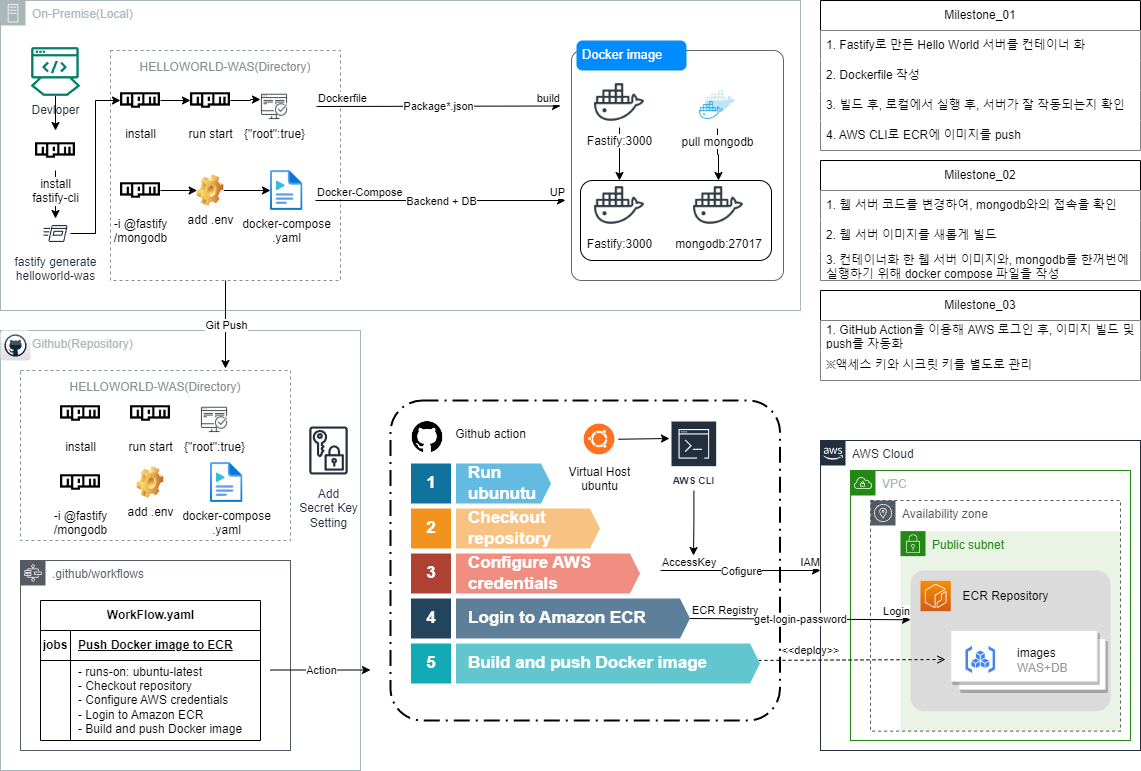 On-Premise(Local)
Devloper
install
fastify-cli
fastify generate
helloworld-was
HELLOWORLD-WAS(Directory)
install
run start
{"root":true}
-i @fastify
/mongodb
add .env
docker-compose
.yaml
Dockerfile
Package*.json
build
Docker-Compose
Backend + DB
UP
Docker image
Fastify:3000
pull mongodb
Fastify:3000
mongodb:27017
Git Push
Milestone_01
1. Fastify로 만든 Hello World 서버를 컨테이너 화
2. Dockerfile 작성
3. 빌드 후, 로컬에서 실행 후, 서버가 잘 작동되는지 확인
4. AWS CLI로 ECR에 이미지를 push
Milestone_02
1. 웹 서버 코드를 변경하여, mongodb와의 접속을 확인
2. 웹 서버 이미지를 새롭게 빌드
3. 컨테이너화 한 웹 서버 이미지와, mongodb를 한꺼번에
실행하기 위해 docker compose 파일을 작성
Milestone_03
1. GitHub Action을 이용해 AWS 로그인 후, 이미지 빌드 및
push를 자동화
※액세스 키와 시크릿 키를 별도로 관리
Github(Repository)
HELLOWORLD-WAS(Directory)
install
run start
{"root":true}
-i @fastify
/mongodb
add .env
docker-compose
.yaml
Add
Secret Key
Setting
.github/workflows
WorkFlow.yaml
jobs
Push Docker image to ECR
- runs-on: ubuntu-latest
- Checkout repository
- Configure AWS credentials
- Login to Amazon ECR
- Build and push Docker image
Action
Github action
Virtual Host
ubuntu
AWS CLI
1
Run
ubunutu
2
Checkout
repository
3
Configure AWS
credentials
4
Login to Amazon ECR
5
Build and push Docker image
AccessKey
Cofigure
IAM
ECR Registry
get-login-password
Login
<<deploy>>
aws
AWS Cloud
VPC
Availability zone
Public subnet
ECR Repository
images
WAS+DB